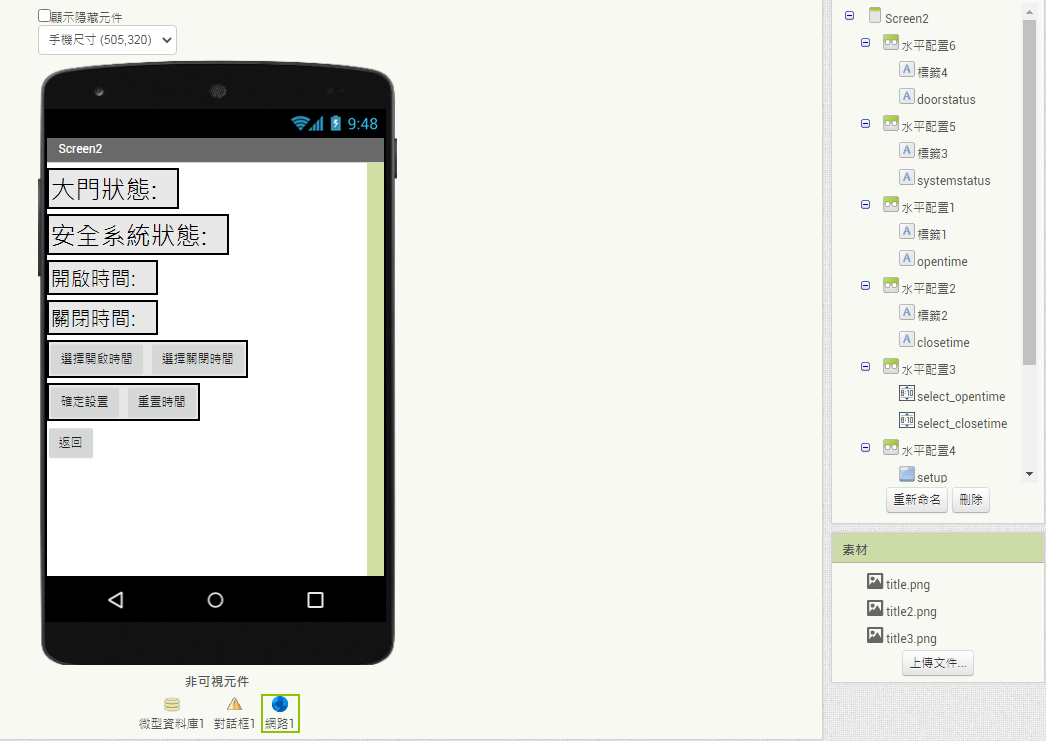 顯示隱藏元件
手機尺寸 (505,320)
9:48
Screen2
大門狀態:
安全系統狀態:
開啟時間:
關閉時間:
選擇開啟時間 選擇關閉時間
確定設置 重置時間
返回
非可視元件
微型資料庫1 對話框1 網路1
Screen2
水平配置6
A 標籤4
A doorstatus
水平配置5
A 標籤3
A systemstatus
水平配置1
A 標籤1
A opentime
水平配置2
A 標籤2
A closetime
水平配置3
8:10 select_opentime
8:10 select_closetime
水平配置4
setup
重新命名 刪除
素材
title.png
title2.png
title3.png
上傳文件...